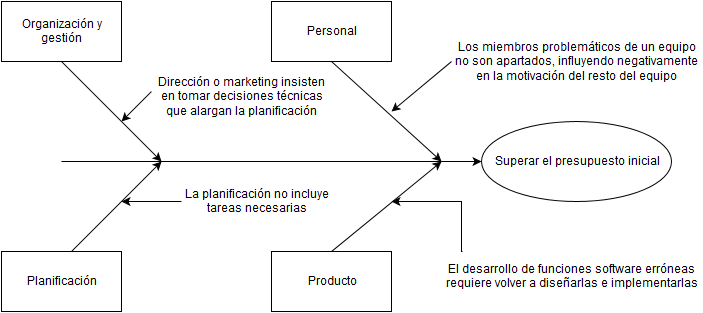 Organización y
gestión
Personal
Los miembros problemáticos de un equipo
no son apartados, influyendo negativamente
en la motivación del resto del equipo
Dirección o marketing insisten
en tomar decisiones técnicas
que alargan la planificación
Superar el presupuesto inicial
La planificación no incluye
tareas necesarias
Planificación
Producto
El desarrollo de funciones software erróneas
requiere volver a diseñarlas e implementarlas